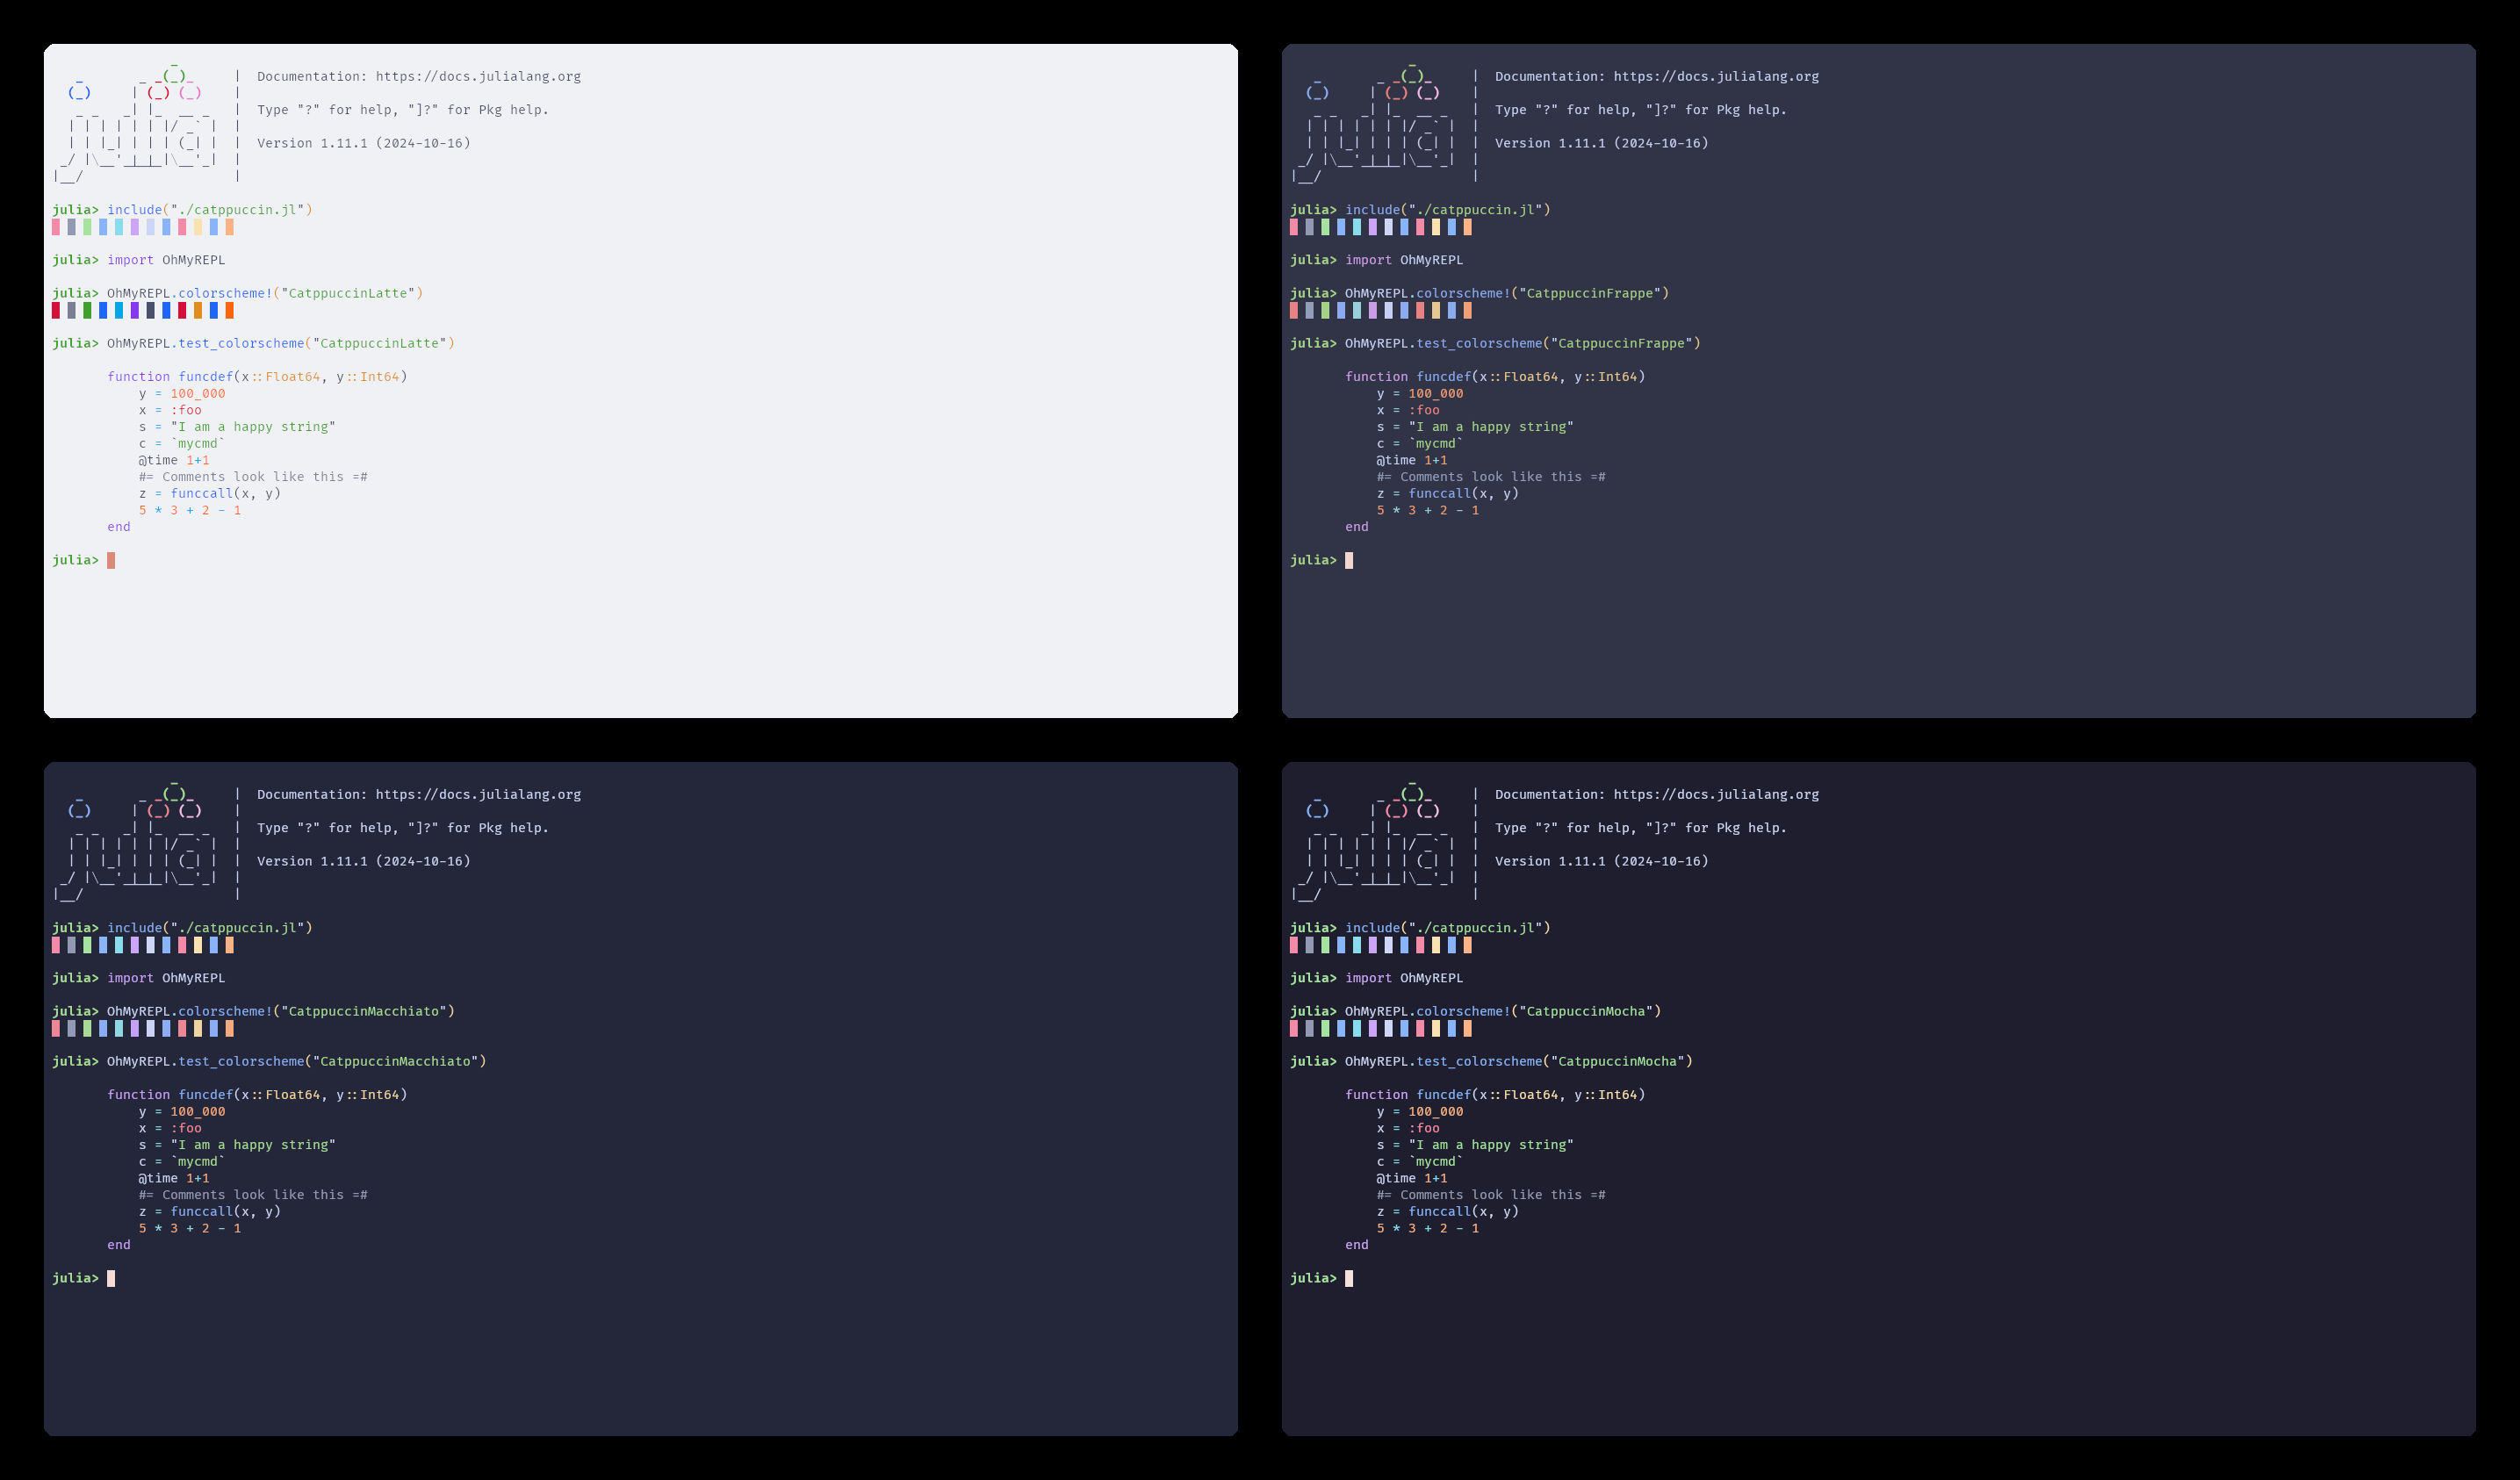 Documentation: https://docs.julialang.org
Type "?" for help, "]?" for Pkg help.
Version 1.11.1 (2024-10-16)
julia> include("./catppuccin.jl")
julia> import OhMyREPL
julia> OhMyREPL.colorscheme!("CatppuccinLatte")
julia> OhMyREPL.test_colorscheme("CatppuccinLatte")
function funcdef(x::Float64, y::Int64)
y = 100_000
x = :foo
s = "I am a happy string"
c = `mycmd`
@time 1+1
#= Comments look like this =#
z = funccall(x, y)
5 * 3 + 2 - 1
end
julia>
Documentation: https://docs.julialang.org
Type "?" for help, "]?" for Pkg help.
Version 1.11.1 (2024-10-16)
julia> include("./catppuccin.jl")
julia> import OhMyREPL
julia> OhMyREPL.colorscheme!("CatppuccinFrappe")
julia> OhMyREPL.test_colorscheme("CatppuccinFrappe")
function funcdef(x::Float64, y::Int64)
y = 100_000
x = :foo
s = "I am a happy string"
c = `mycmd`
@time 1+1
#= Comments look like this =#
z = funccall(x, y)
5 * 3 + 2 - 1
end
julia>
Documentation: https://docs.julialang.org
Type "?" for help, "]?" for Pkg help.
Version 1.11.1 (2024-10-16)
julia> include("./catppuccin.jl")
julia> import OhMyREPL
julia> OhMyREPL.colorscheme!("CatppuccinMacchiato")
julia> OhMyREPL.test_colorscheme("CatppuccinMacchiato")
function funcdef(x::Float64, y::Int64)
y = 100_000
x = :foo
s = "I am a happy string"
c = `mycmd`
@time 1+1
#= Comments look like this =#
z = funccall(x, y)
5 * 3 + 2 - 1
end
julia>
Documentation: https://docs.julialang.org
Type "?" for help, "]?" for Pkg help.
Version 1.11.1 (2024-10-16)
julia> include("./catppuccin.jl")
julia> import OhMyREPL
julia> OhMyREPL.colorscheme!("CatppuccinMocha")
julia> OhMyREPL.test_colorscheme("CatppuccinMocha")
function funcdef(x::Float64, y::Int64)
y = 100_000
x = :foo
s = "I am a happy string"
c = `mycmd`
@time 1+1
#= Comments look like this =#
z = funccall(x, y)
5 * 3 + 2 - 1
end
julia>